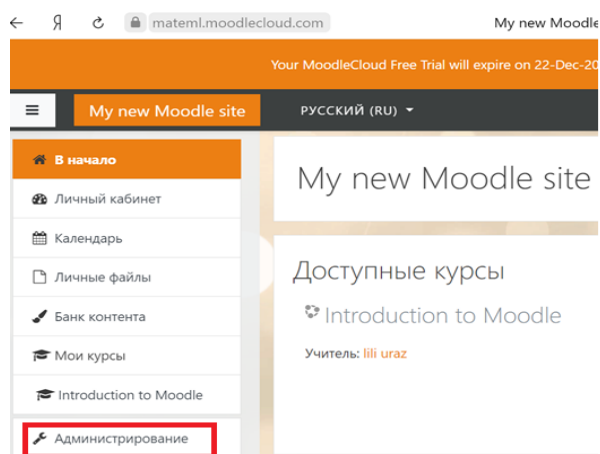 Я
mateml.moodlecloud.com
My new Moodle
Your MoodleCloud Free Trial will expire on 22-Dec-20
My new Moodle site
РУССКИЙ (RU)
В начало
Личный кабинет
Календарь
Личные файлы
Банк контента
Мои курсы
Introduction to Moodle
Администрирование
My new Moodle site
Доступные курсы
Introduction to Moodle
Учитель: lili uraz